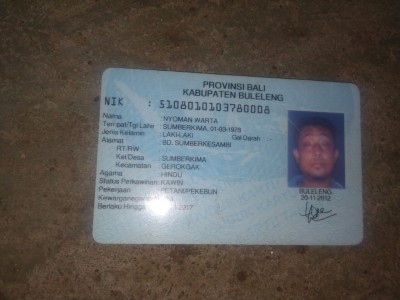 PROVINSI BALI
KABUPATEN BULELENG
NIK : 5108010103780008
Nama : NYOMAN WARTA
Tempat/Tgl Lahir : SUMBERKIMA, 01-03-1978
Jenis Kelamin : LAKI-LAKI Gol Darah
Alamat : BD. SUMBERKESAMBI
RT/RW
Kel/Desa : SUMBERKIMA
Kecamatan : GEROKGAK
Agama : HINDU
Status Perkawinan: KAWIN
Pekerjaan : PETANI/PEKEBUN
Kewarganegaraan
Berlaku Hingga
BULELENG
20-11-2012